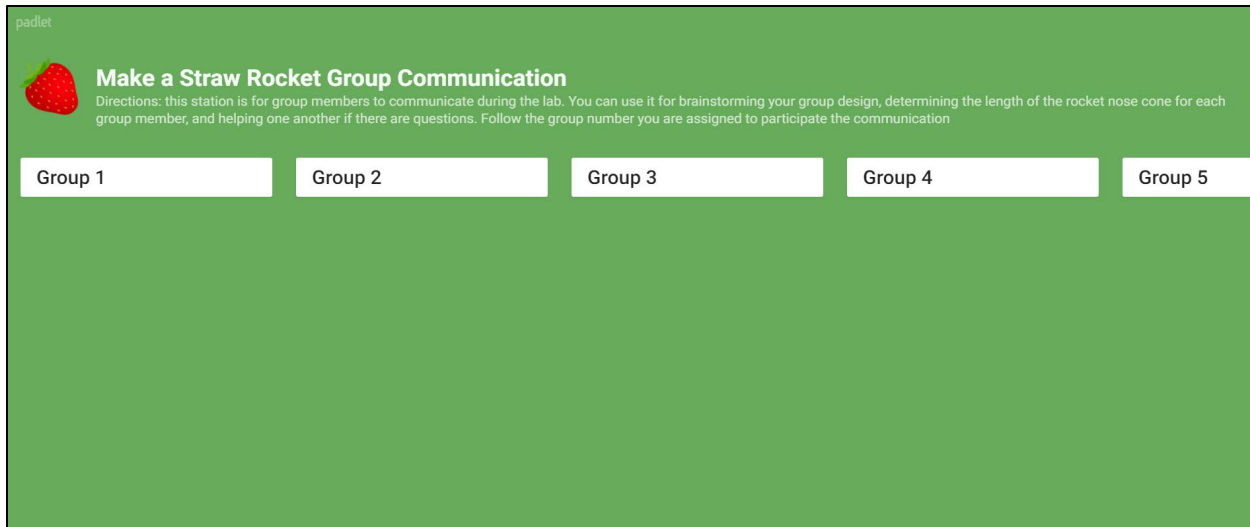 padlet
Make a Straw Rocket Group Communication
Directions: this station is for group members to communicate during the lab. You can use it for brainstorming your group design, determining the length of the rocket nose cone for each
group member, and helping one another if there are questions. Follow the group number you are assigned to participate the communication
Group 1
Group 2
Group 3
Group 4
Group 5